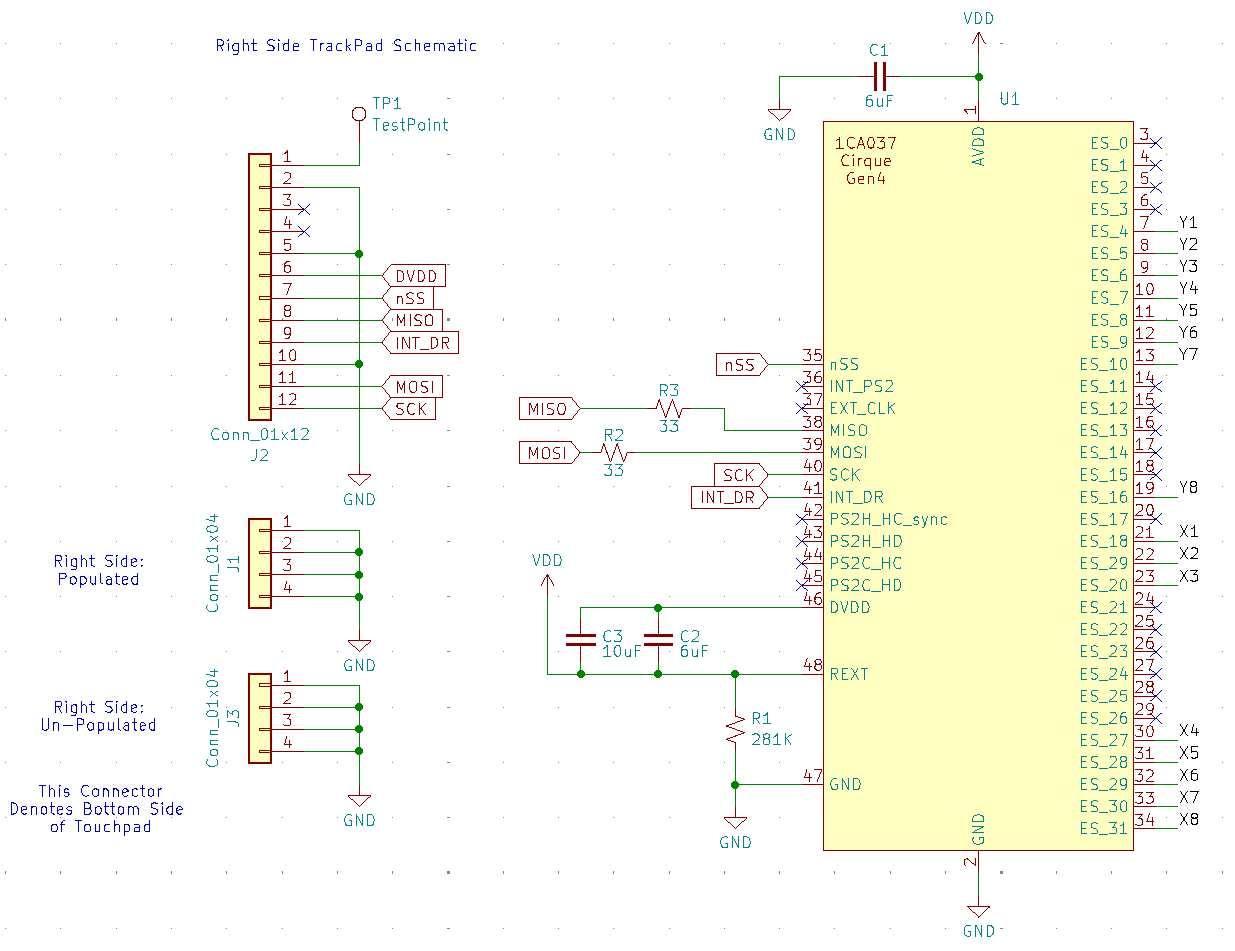 Right Side TrackPad Schematic
TP1
TestPoint
1
2
3
4
5
6
7
8
9
10
11
12
DVDD
nSS
MISO
INT_DR
MOSI
SCK
Conn_01x12
J2
GND
Right Side:
Populated
Conn_01x04
J1
1
2
3
4
GND
Right Side:
Un-Populated
Conn_01x04
J3
1
2
3
4
GND
This Connector
Denotes Bottom Side
of Touchpad
VDD
C1
6uF
GND
U1
1
AVDD
1CA037
Cirque
Gen4
nSS
35
nSS
36
INT_PS2
37
EXT_CLK
MISO
R3
33
38
MISO
MOSI
R2
33
39
MOSI
SCK
40
SCK
INT_DR
41
INT_DR
42
PS2H_HC_sync
43
PS2H_HD
44
PS2C_HC
45
PS2C_HD
46
DVDD
VDD
C3
10uF
C2
6uF
48
REXT
R1
281K
47
GND
GND
ES_0 3
ES_1 4
ES_2 5
ES_3 6
ES_4 7 Y1
ES_5 8 Y2
ES_6 9 Y3
ES_7 10 Y4
ES_8 11 Y5
ES_9 12 Y6
ES_10 13 Y7
ES_11 14
ES_12 15
ES_13 16
ES_14 17
ES_15 18
ES_16 19 Y8
ES_17 20
ES_18 21 X1
ES_29 22 X2
ES_20 23 X3
ES_21 24
ES_22 25
ES_23 26
ES_24 27
ES_25 28
ES_26 29
ES_27 30 X4
ES_28 31 X5
ES_29 32 X6
ES_30 33 X7
ES_31 34 X8
GND
2
GND